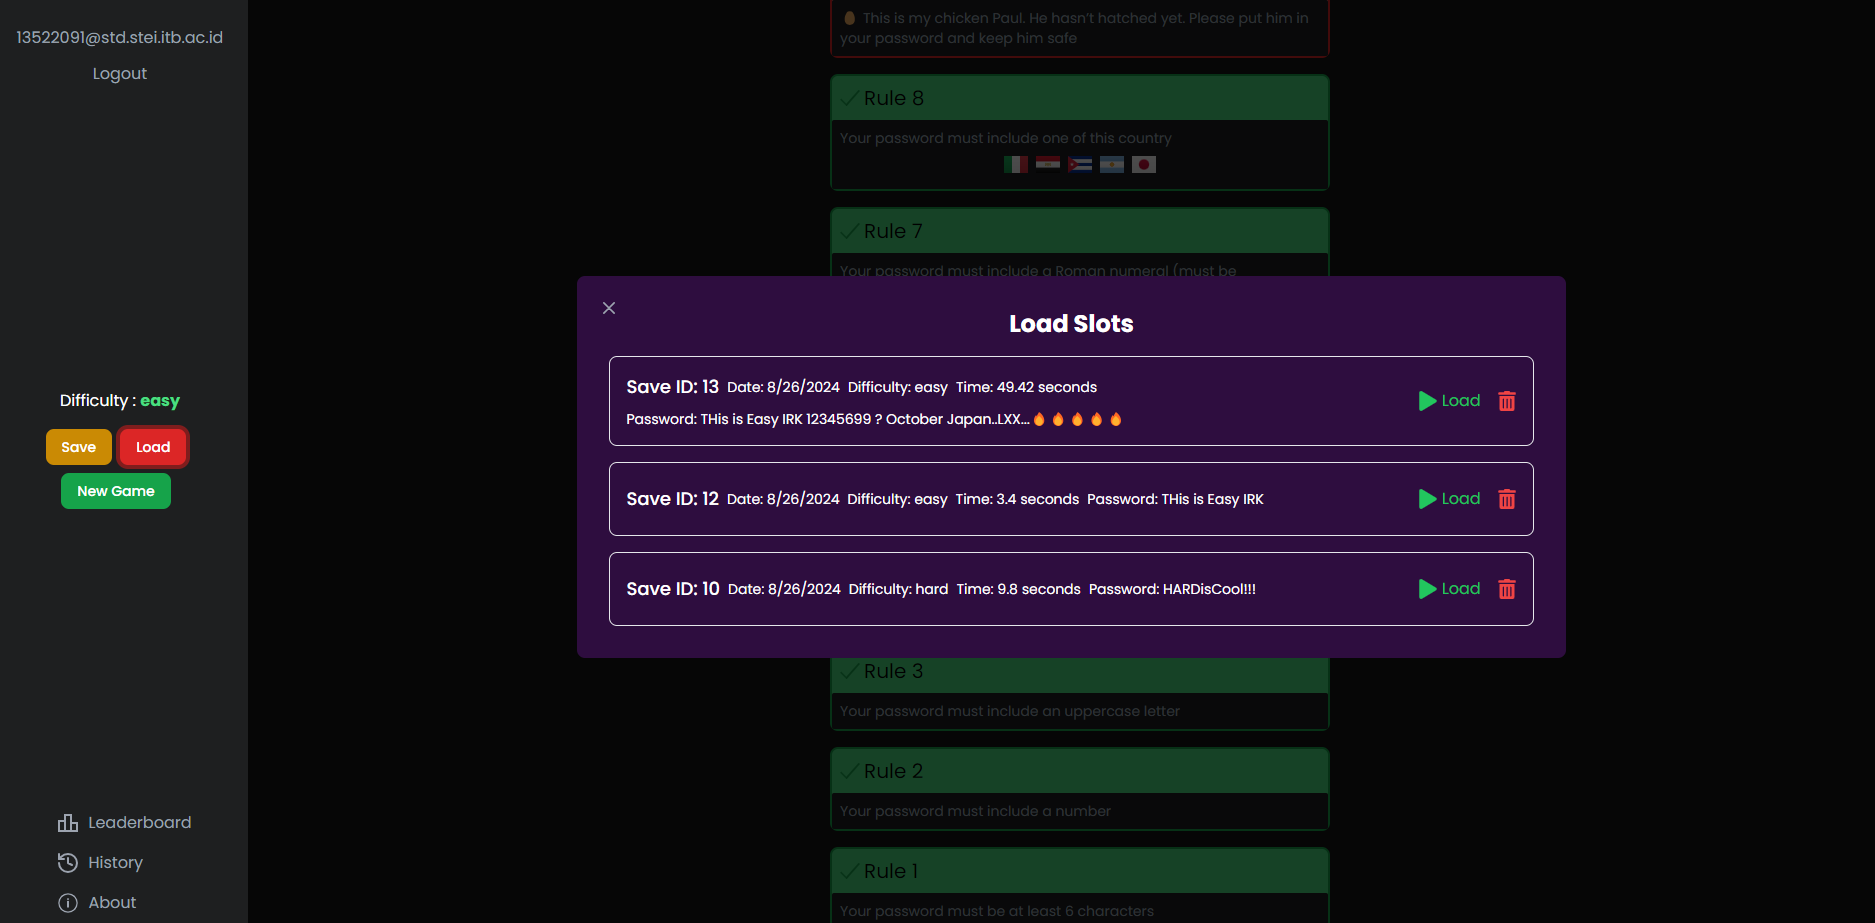 13522091@std.stei.itb.ac.id
Logout
Difficulty : easy
Save
Load
New Game
Leaderboard
History
About
🥚 This is my chicken Paul. He hasn't hatched yet. Please put him in
your password and keep him safe
Rule 8
Your password must include one of this country
Rule 7
Your password must include a Roman numeral (must be
Load Slots
Save ID: 13 Date: 8/26/2024 Difficulty: easy Time: 49.42 seconds
Password: THis is Easy IRK 12345699 ? October Japan..LXX...🔥🔥🔥🔥🔥
Load
Save ID: 12 Date: 8/26/2024 Difficulty: easy Time: 3.4 seconds Password: THis is Easy IRK
Load
Save ID: 10 Date: 8/26/2024 Difficulty: hard Time: 9.8 seconds Password: HARDisCool!!!
Load
Rule 3
Your password must include an uppercase letter
Rule 2
Your password must include a number
Rule 1
Your password must be at least 6 characters